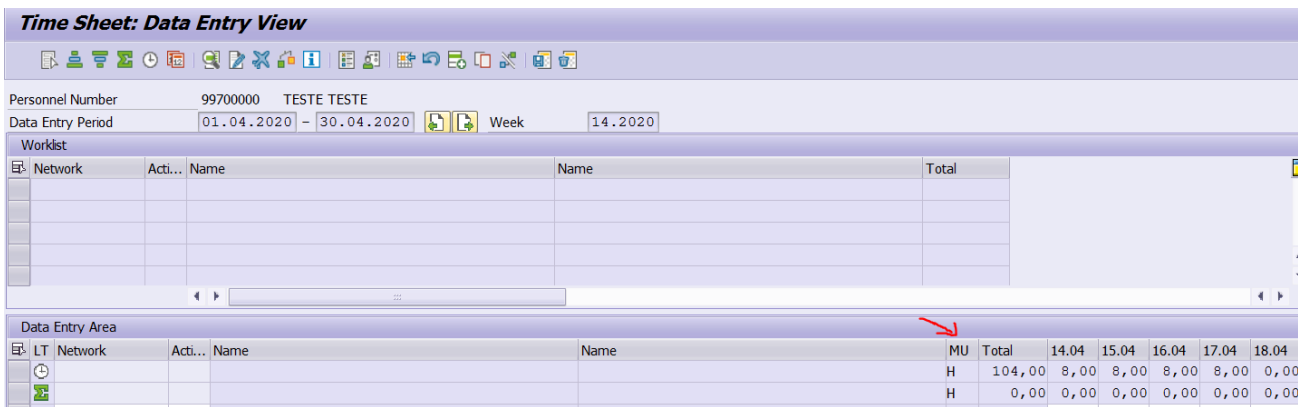 Time Sheet: Data Entry View
Personnel Number 99700000 TESTE TESTE
Data Entry Period 01.04.2020 - 30.04.2020 Week 14.2020
Worklist
Network Acti... Name Name Total
Data Entry Area
LT Network Acti... Name Name MU Total 14.04 15.04 16.04 17.04 18.04
H 104,00 8,00 8,00 8,00 8,00 0,00
H 0,00 0,00 0,00 0,00 0,00 0,00